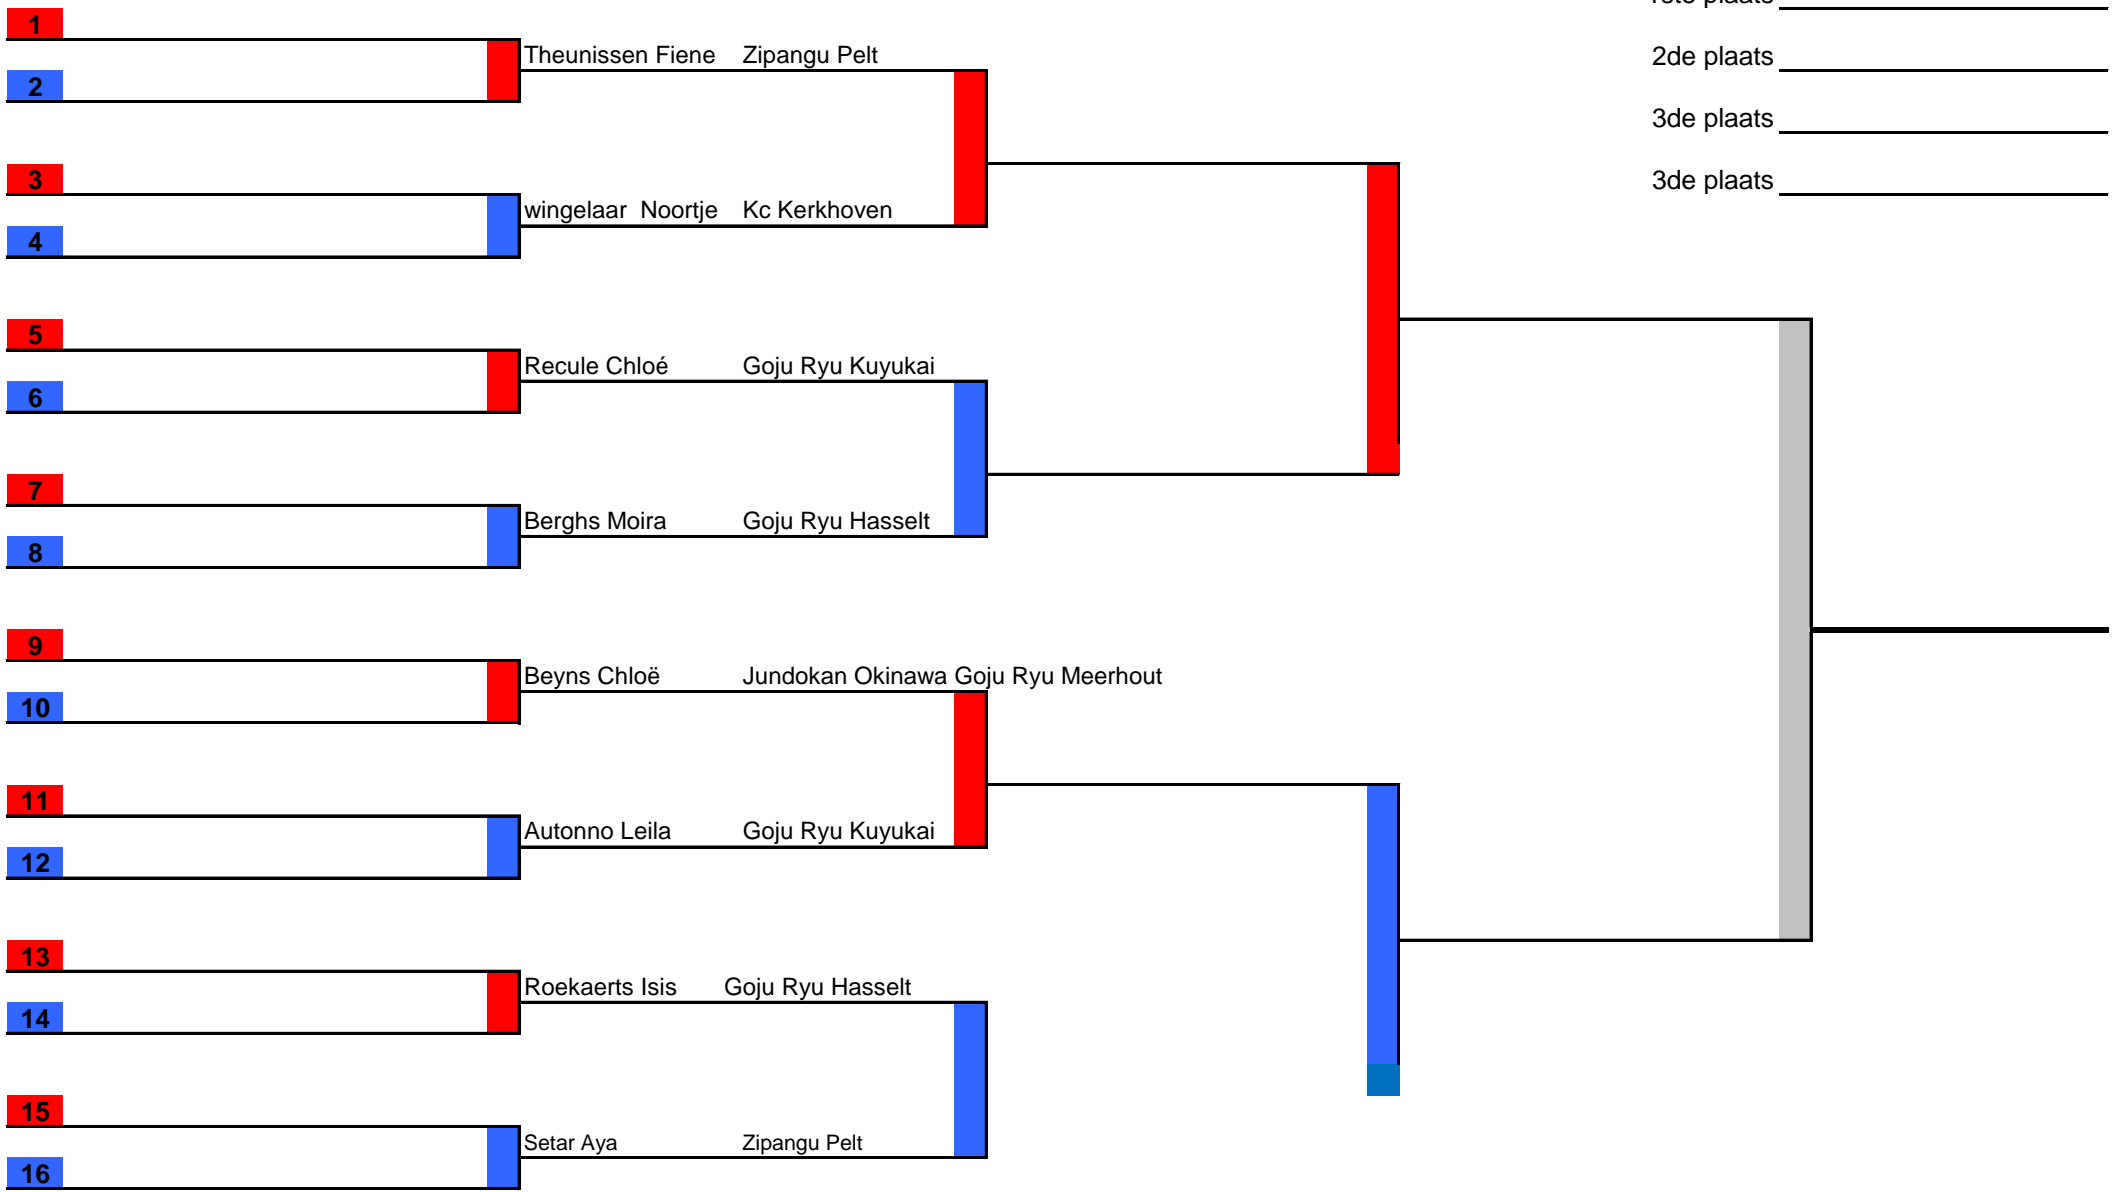 plaats
1
Theunissen Fiene Zipangu Pelt
2de plaats
2
3de plaats
3
3de plaats
wingelaar Noortje Kc Kerkhoven
4
5
Recule Chloé Goju Ryu Kuyukai
6
7
Berghs Moira Goju Ryu Hasselt
8
9
Beyns Chloë Jundokan Okinawa Goju Ryu Meerhout
10
11
Autonno Leila Goju Ryu Kuyukai
12
13
Roekaerts Isis Goju Ryu Hasselt
14
15
Setar Aya Zipangu Pelt
16